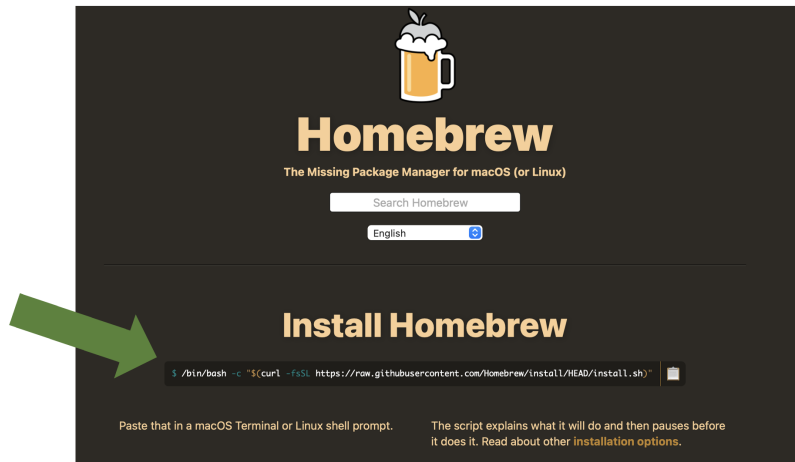 Homebrew
The Missing Package Manager for macOS (or Linux)
Search Homebrew
English
Install Homebrew
$ /bin/bash -c "$(curl -fsSL https://raw.githubusercontent.com/Homebrew/install/HEAD/install.sh)"
Paste that in a macOS Terminal or Linux shell prompt.
The script explains what it will do and then pauses before
it does it. Read about other installation options.